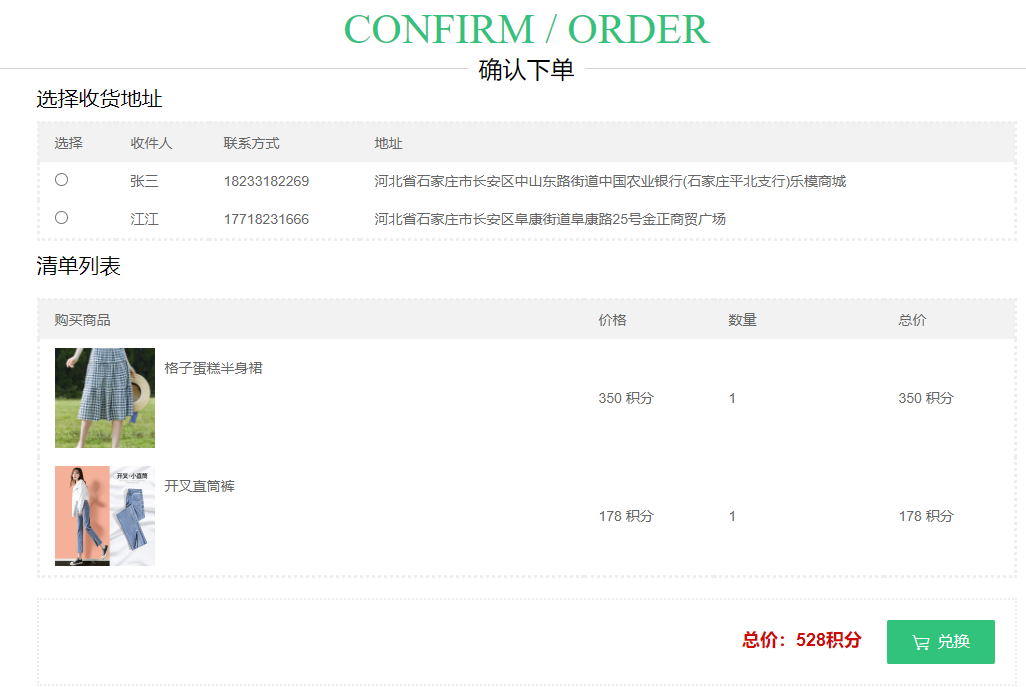 CONFIRM / ORDER
确认下单
选择收货地址
选择 收件人 联系方式 地址
张三 18233182269 河北省石家庄市长安区中山东路街道中国农业银行(石家庄平北支行)乐模商城
江江 17718231666 河北省石家庄市长安区阜康街道阜康路25号金正商贸广场
清单列表
购买商品 价格 数量 总价
格子蛋糕半身裙
350 积分 1 350 积分
开叉·小直筒
开叉直筒裤
178 积分 1 178 积分
总价：528积分 兑换